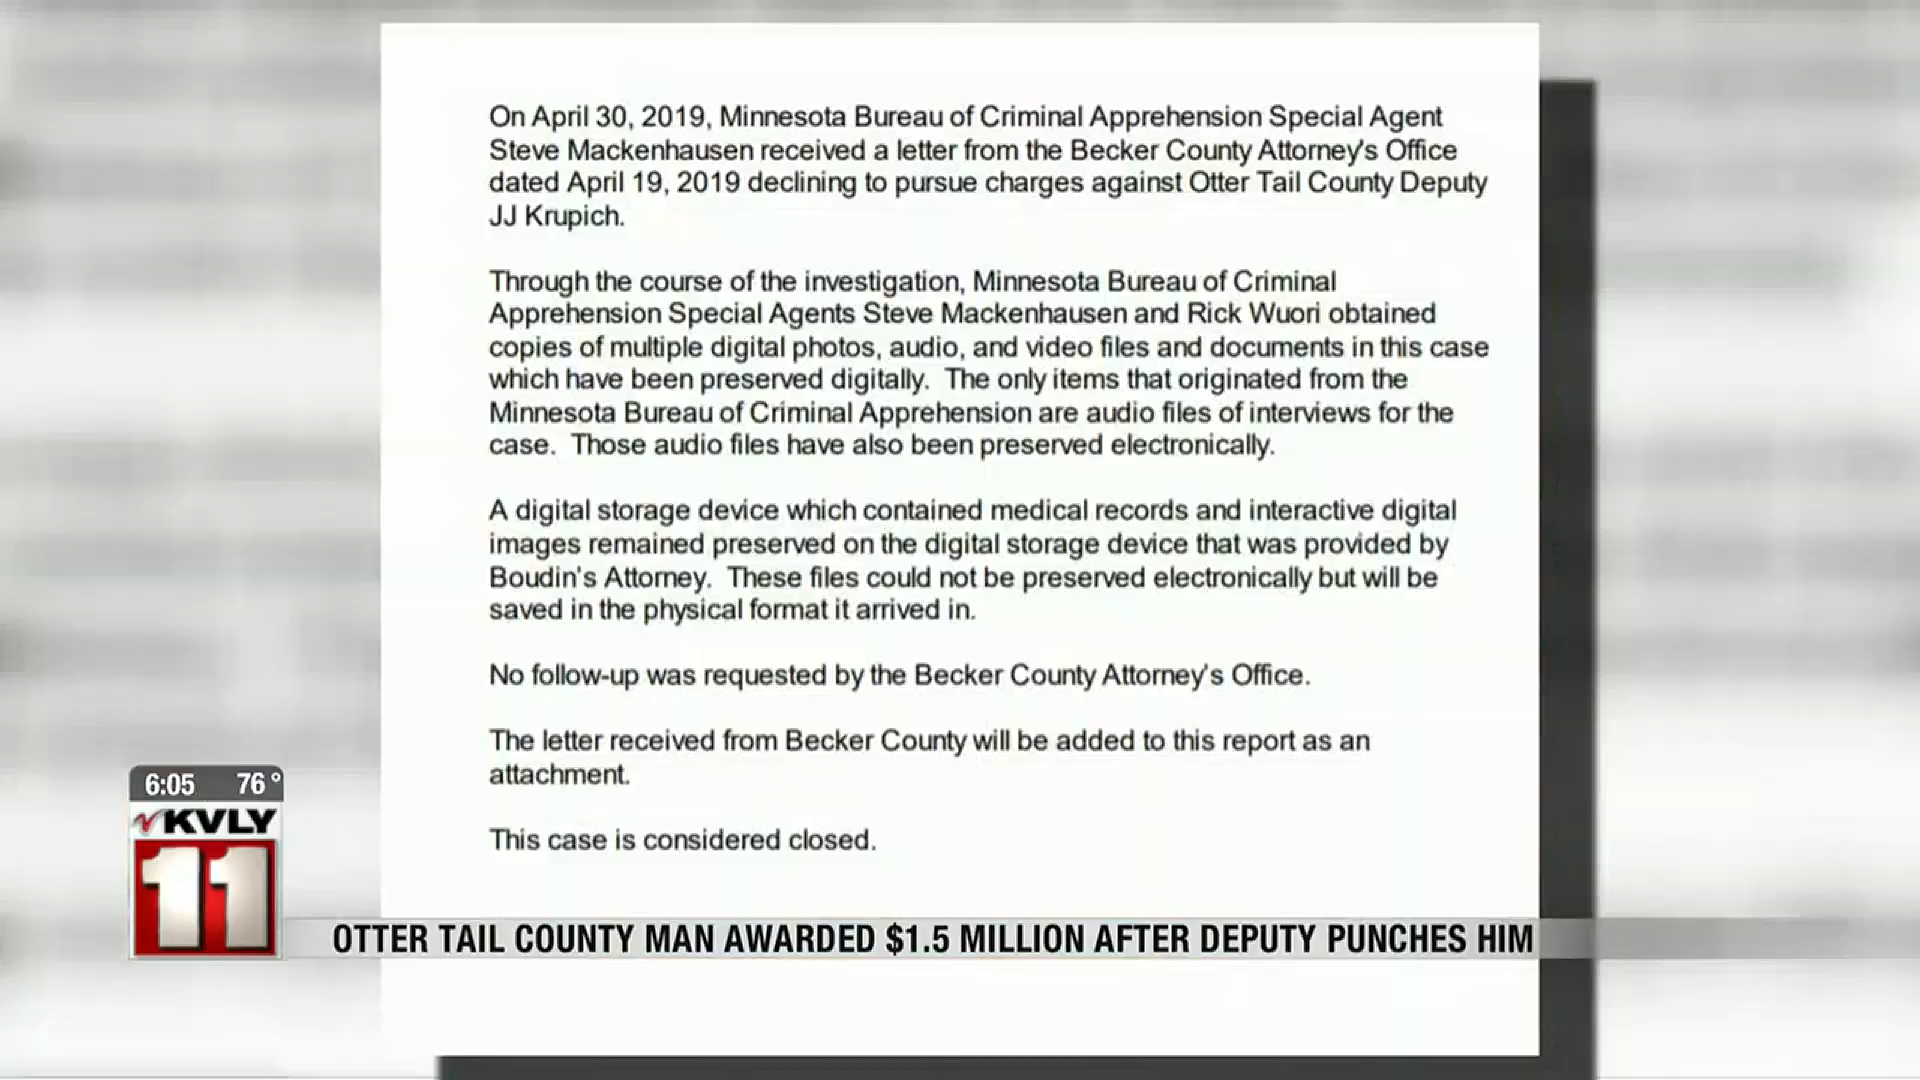 On April 30, 2019, Minnesota Bureau of Criminal Apprehension Special Agent
Steve Mackenhausen received a letter from the Becker County Attorney's Office
dated April 19, 2019 declining to pursue charges against Otter Tail County Deputy
JJ Krupich.
Through the course of the investigation, Minnesota Bureau of Criminal
Apprehension Special Agents Steve Mackenhausen and Rick Wuori obtained
copies of multiple digital photos, audio, and video files and documents in this case
which have been preserved digitally.  The only items that originated from the
Minnesota Bureau of Criminal Apprehension are audio files of interviews for the
case.  Those audio files have also been preserved electronically.
A digital storage device which contained medical records and interactive digital
images remained preserved on the digital storage device that was provided by
Boudin's Attorney.  These files could not be preserved electronically but will be
saved in the physical format it arrived in.
No follow-up was requested by the Becker County Attorney's Office.
The letter received from Becker County will be added to this report as an
attachment.
This case is considered closed.
6:05 76°
KVLY
11
OTTER TAIL COUNTY MAN AWARDED $1.5 MILLION AFTER DEPUTY PUNCHES HIM